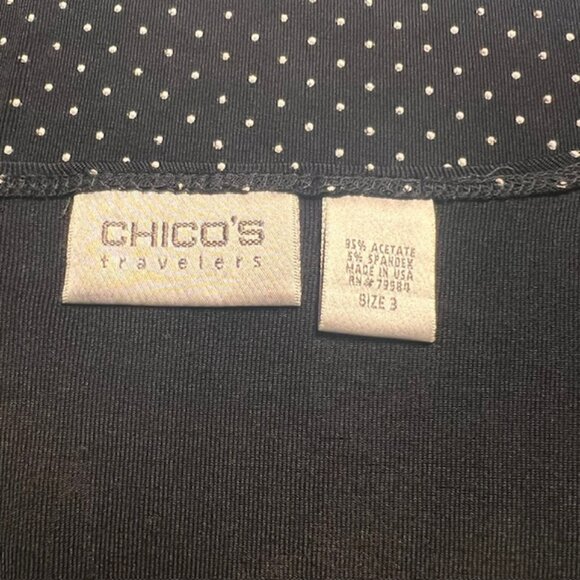 CHICO'S
travelers
95% ACETATE
5% SPANDEX
MADE IN USA
RN# 79984
SIZE 3